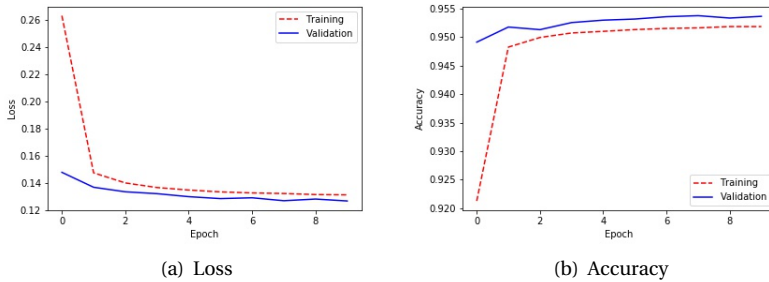 0.26
0.24
0.22
0.20
0.18
0.16
0.14
0.12
Loss
Training
Validation
0 2 4 6 8
Epoch
(a) Loss
0.955
0.950
0.945
0.940
0.935
0.930
0.925
0.920
Accuracy
Training
Validation
0 2 4 6 8
Epoch
(b) Accuracy